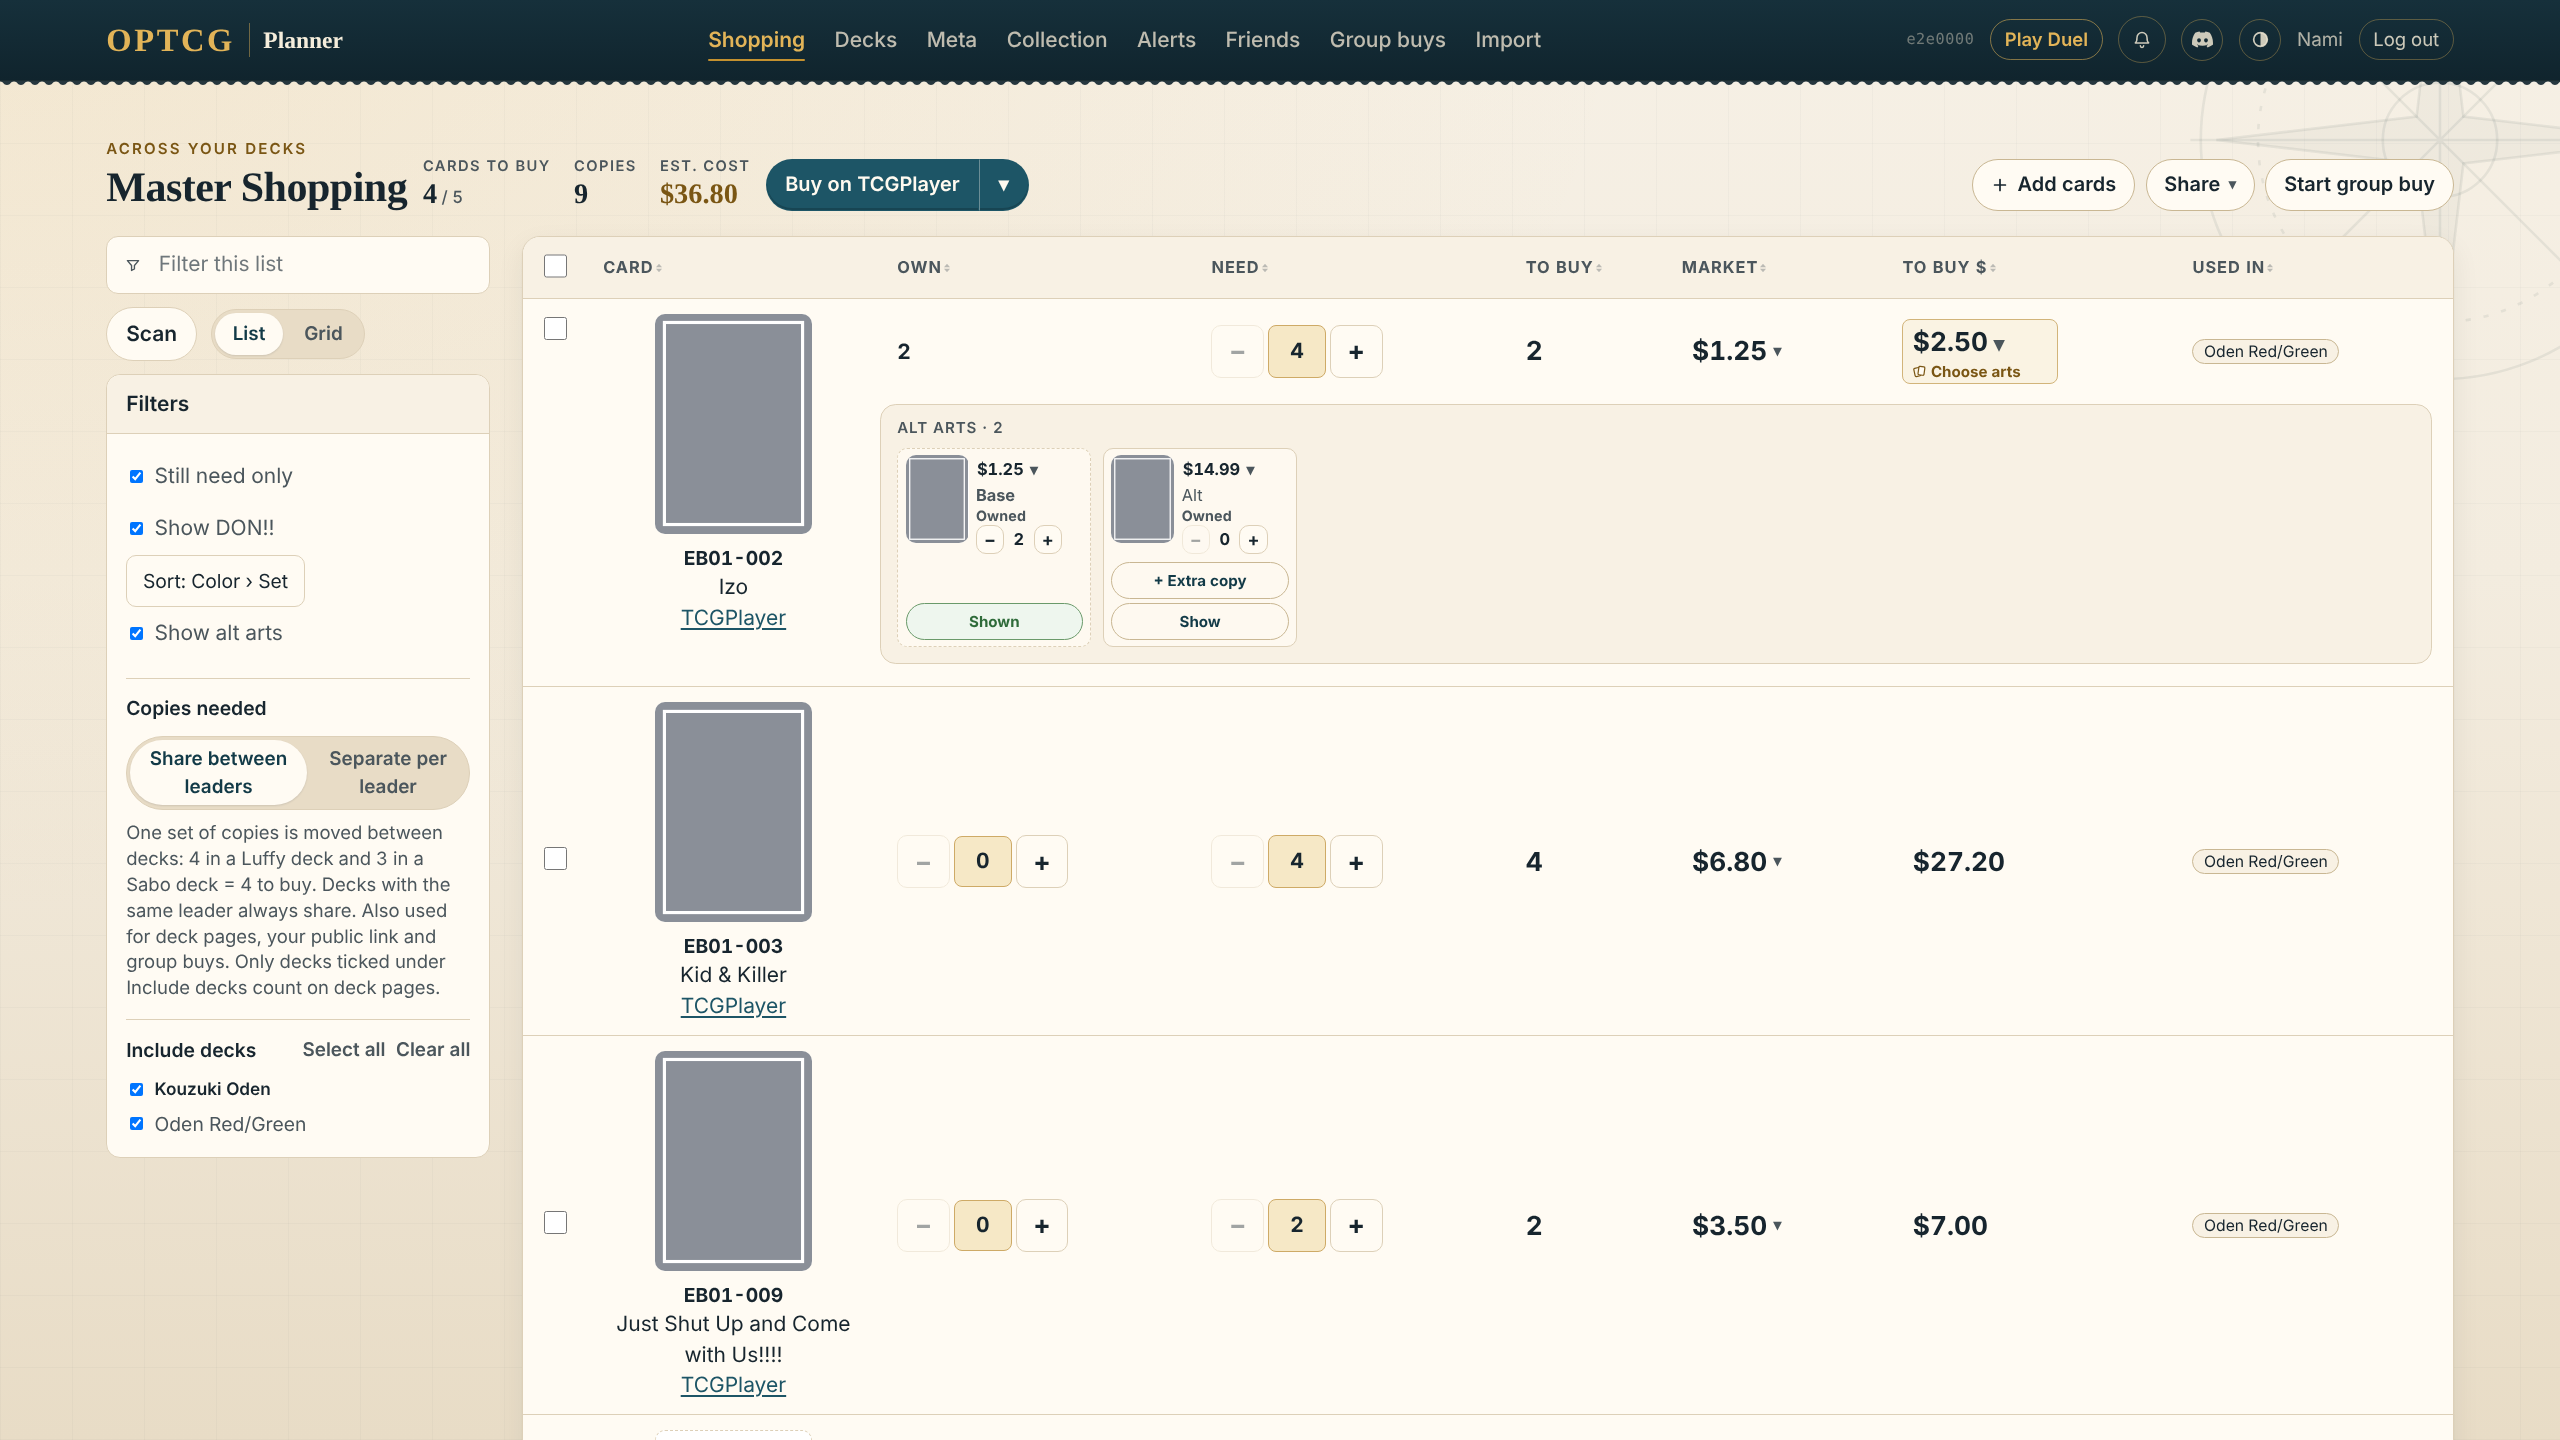 OPTCG Planner
Shopping Decks Meta Collection Alerts Friends Group buys Import
e2e0000 Play Duel Nami Log out
ACROSS YOUR DECKS
Master Shopping
CARDS TO BUY
4 / 5
COPIES
9
EST. COST
$36.80
Buy on TCGPlayer ▼
+ Add cards
Share ▼
Start group buy
Filter this list
Scan List Grid
Filters
Still need only
Show DON!!
Sort: Color › Set
Show alt arts
Copies needed
Share between
leaders
Separate per
leader
One set of copies is moved between
decks: 4 in a Luffy deck and 3 in a
Sabo deck = 4 to buy. Decks with the
same leader always share. Also used
for deck pages, your public link and
group buys. Only decks ticked under
Include decks count on deck pages.
Include decks Select all Clear all
Kouzuki Oden
Oden Red/Green
CARD OWN NEED TO BUY MARKET TO BUY $ USED IN
2 − 4 + 2 $1.25 ▼ $2.50 ▼ Oden Red/Green
Choose arts
EB01-002
Izo
TCGPlayer
ALT ARTS · 2
$1.25 ▼
Base
Owned
− 2 +
Shown
$14.99 ▼
Alt
Owned
− 0 +
+ Extra copy
Show
− 0 + − 4 + 4 $6.80 ▼ $27.20 Oden Red/Green
EB01-003
Kid & Killer
TCGPlayer
− 0 + − 2 + 2 $3.50 ▼ $7.00 Oden Red/Green
EB01-009
Just Shut Up and Come
with Us!!!!
TCGPlayer